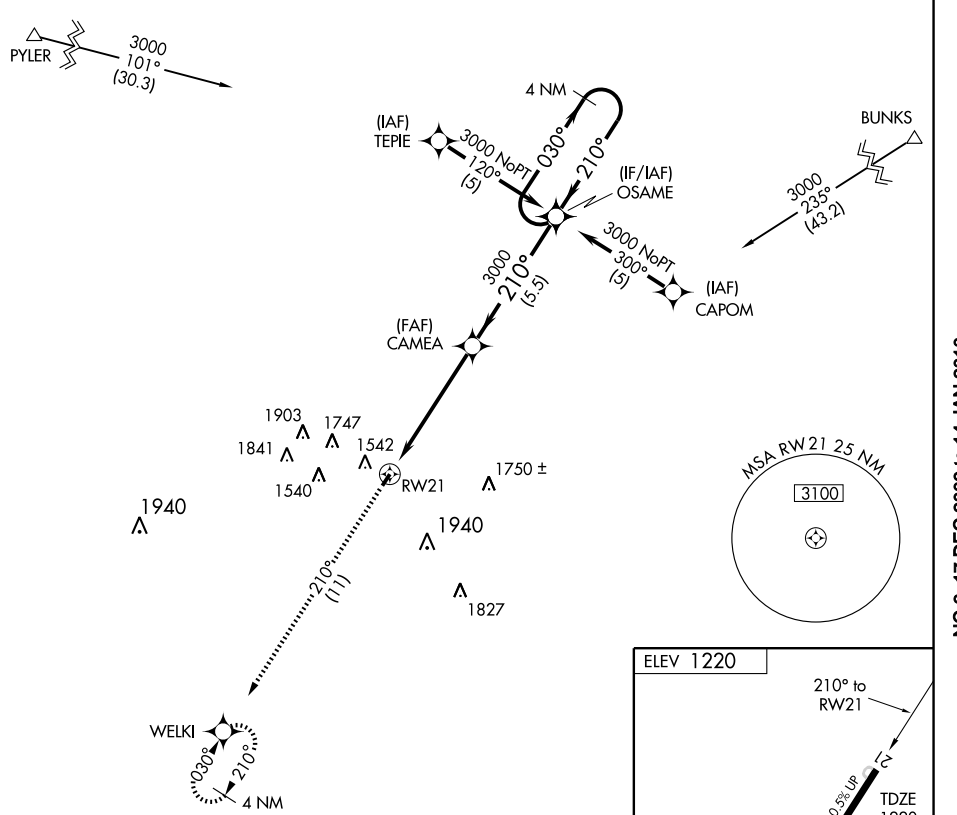 PYLER
3000
101°
(30.3)
4 NM
030°
210°
(IAF)
TEPIE
3000 NoPT
120°
(5)
(IF/IAF)
OSAME
BUNKS
3000
235°
(43.2)
3000 NoPT
300°
(5)
(IAF)
CAPOM
3000
210°
(5.5)
(FAF)
CAMEA
1903
1747
1841
1542
1540
RW21
1750 ±
1940
1940
1827
MSA RW21 25 NM
3100
210°
(11)
WELKI
030°
210°
4 NM
ELEV 1220
210° to
RW21
21
0.5% UP
TDZE